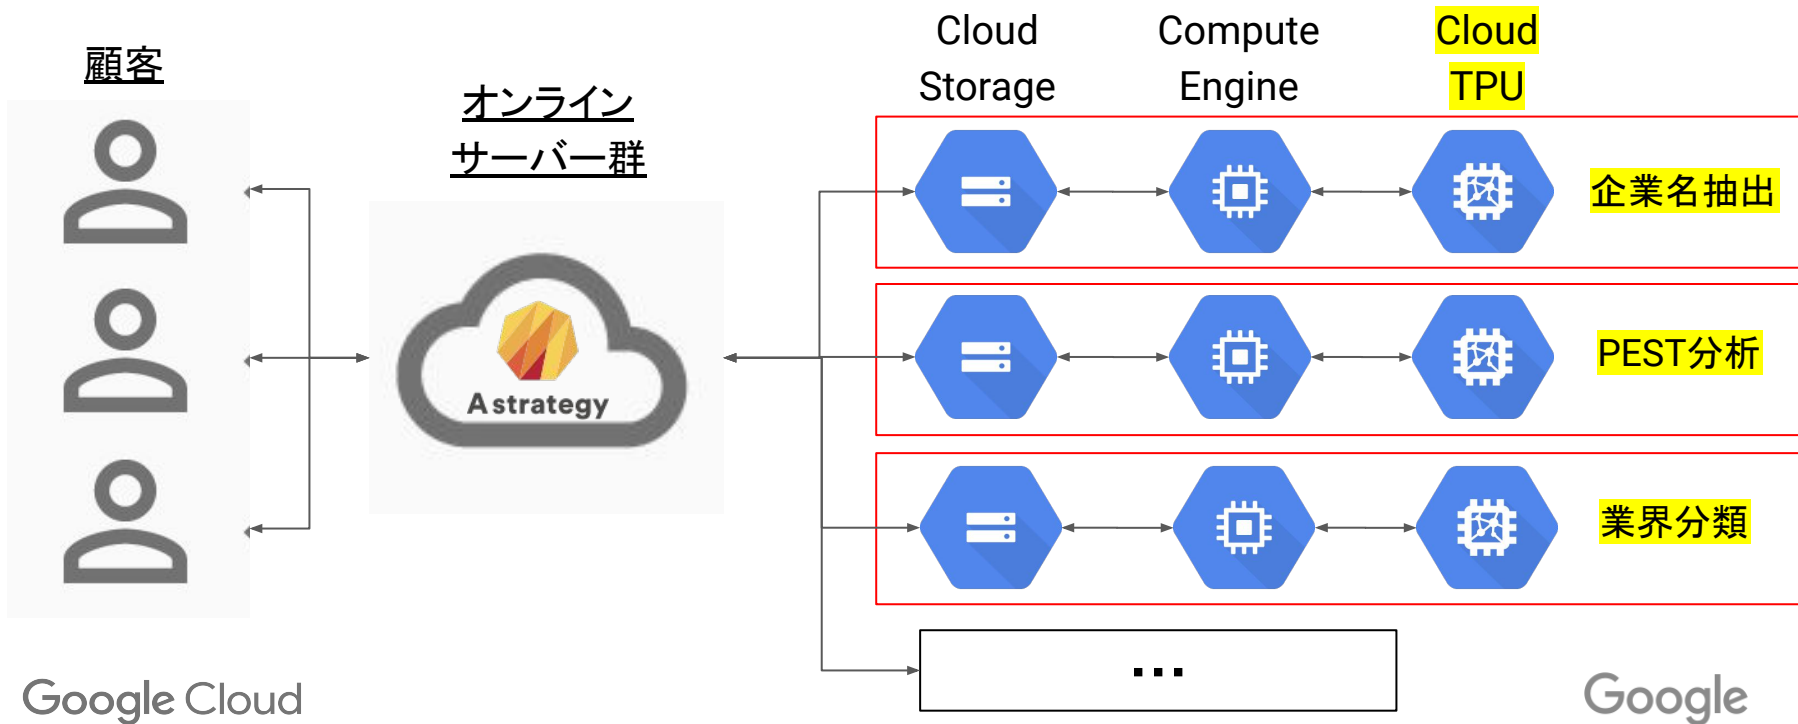 顧客
オンライン
サーバー群
Cloud
Storage
Compute
Engine
Cloud
TPU
Astrategy
企業名抽出
PEST分析
業界分類
...
Google Cloud
Google